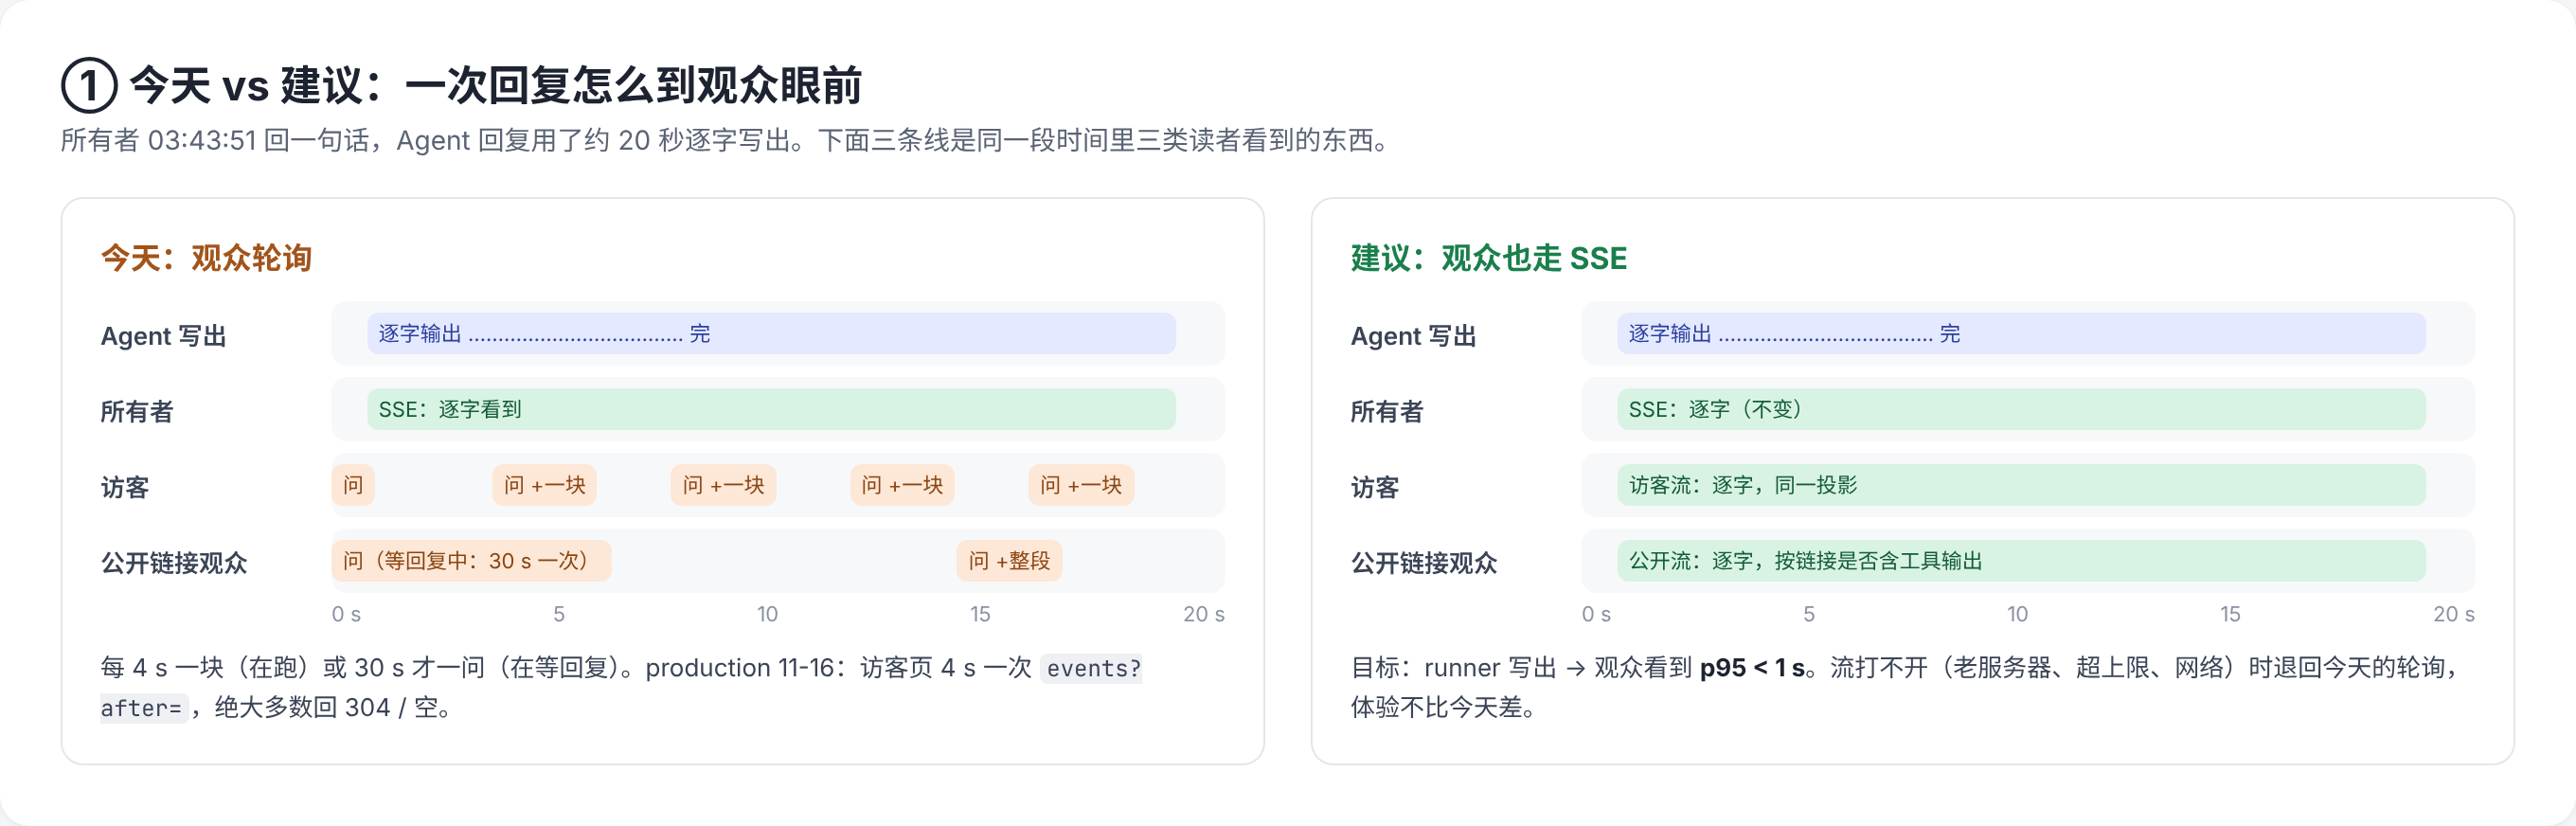 ① 今天 vs 建议：一次回复怎么到观众眼前
所有者 03:43:51 回一句话，Agent 回复用了约 20 秒逐字写出。下面三条线是同一段时间里三类读者看到的东西。
今天：观众轮询
Agent 写出
逐字输出 .................................... 完
所有者
SSE：逐字看到
访客
问
问 +一块
问 +一块
问 +一块
问 +一块
公开链接观众
问（等回复中：30 s 一次）
问 +整段
0 s 5 10 15 20 s
每 4 s 一块（在跑）或 30 s 才一问（在等回复）。production 11-16：访客页 4 s 一次 events?
after= ，绝大多数回 304 / 空。
建议：观众也走 SSE
Agent 写出
逐字输出 .................................... 完
所有者
SSE：逐字（不变）
访客
访客流：逐字，同一投影
公开链接观众
公开流：逐字，按链接是否含工具输出
0 s 5 10 15 20 s
目标：runner 写出 → 观众看到 p95 < 1 s。流打不开（老服务器、超上限、网络）时退回今天的轮询，
体验不比今天差。